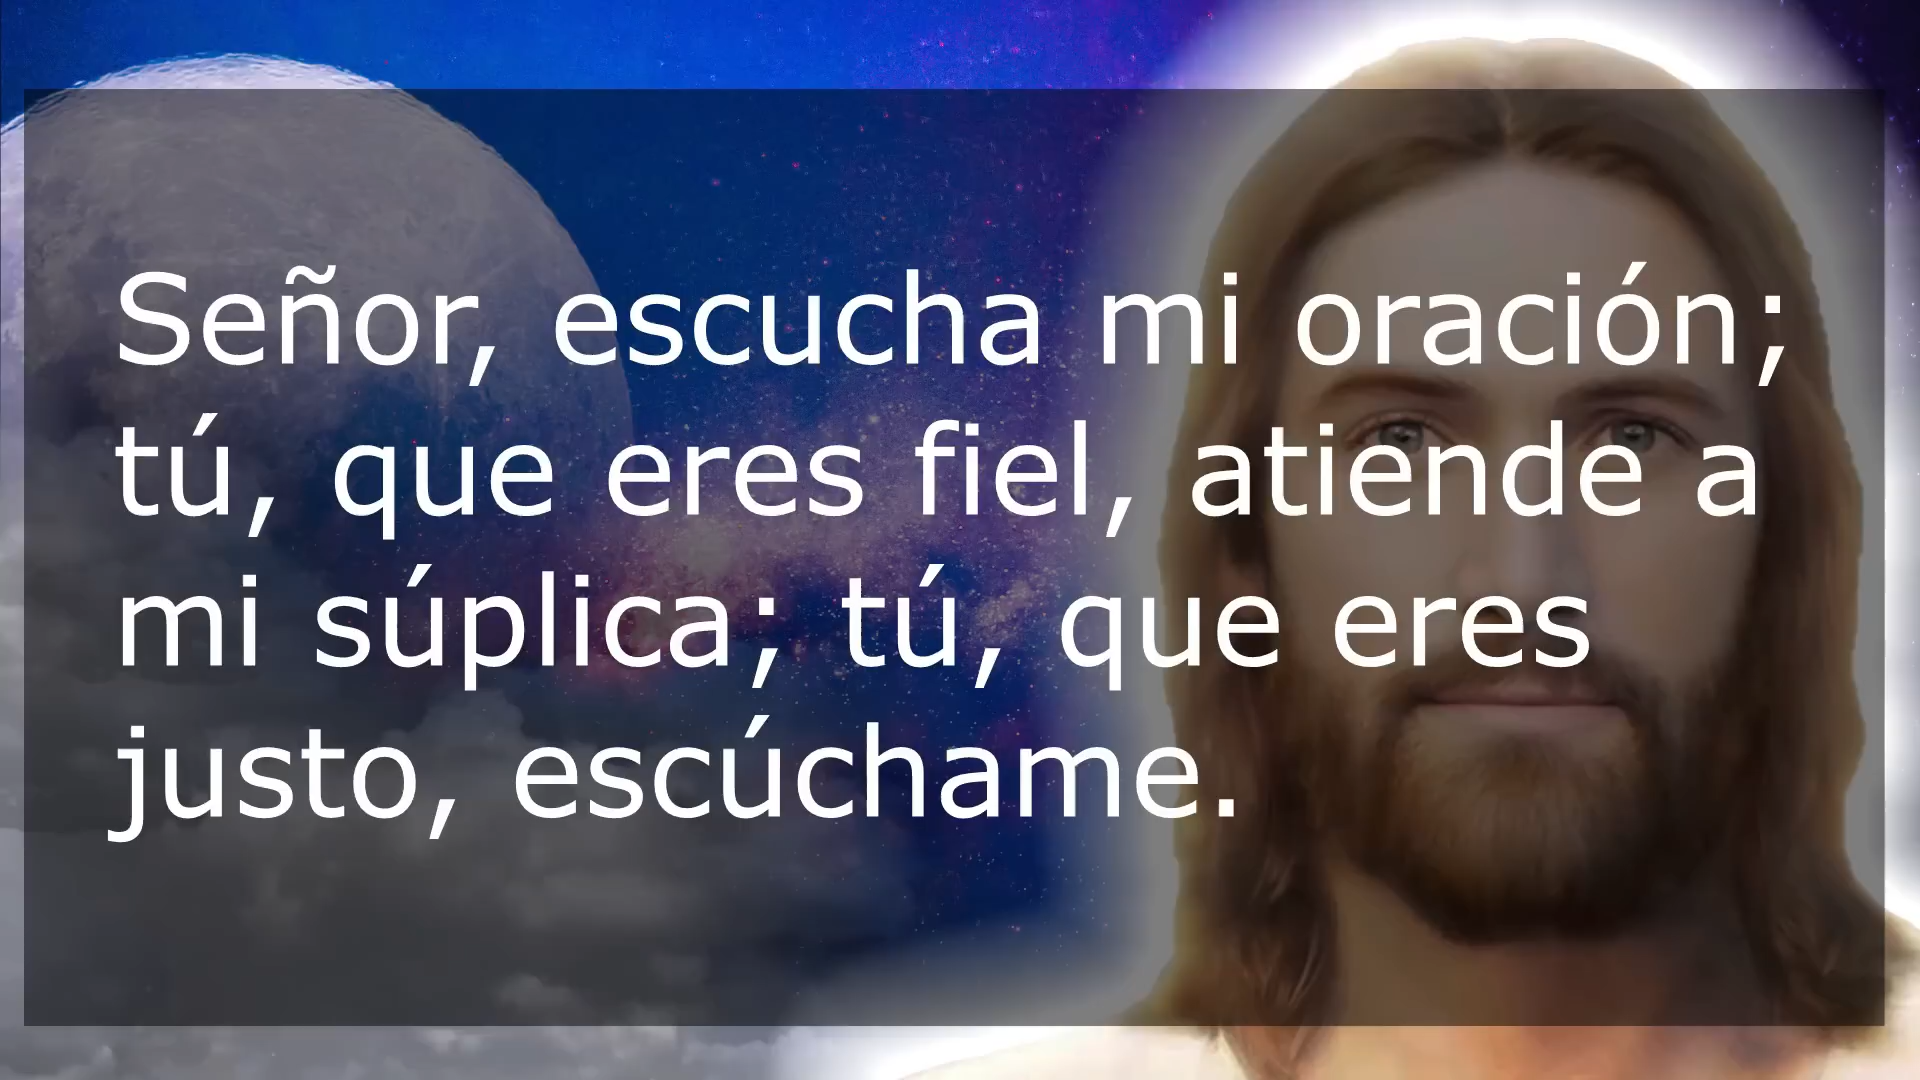 Señor, escucha mi oración;
tú, que eres fiel, atiende a
mi súplica; tú, que eres
justo, escúchame.